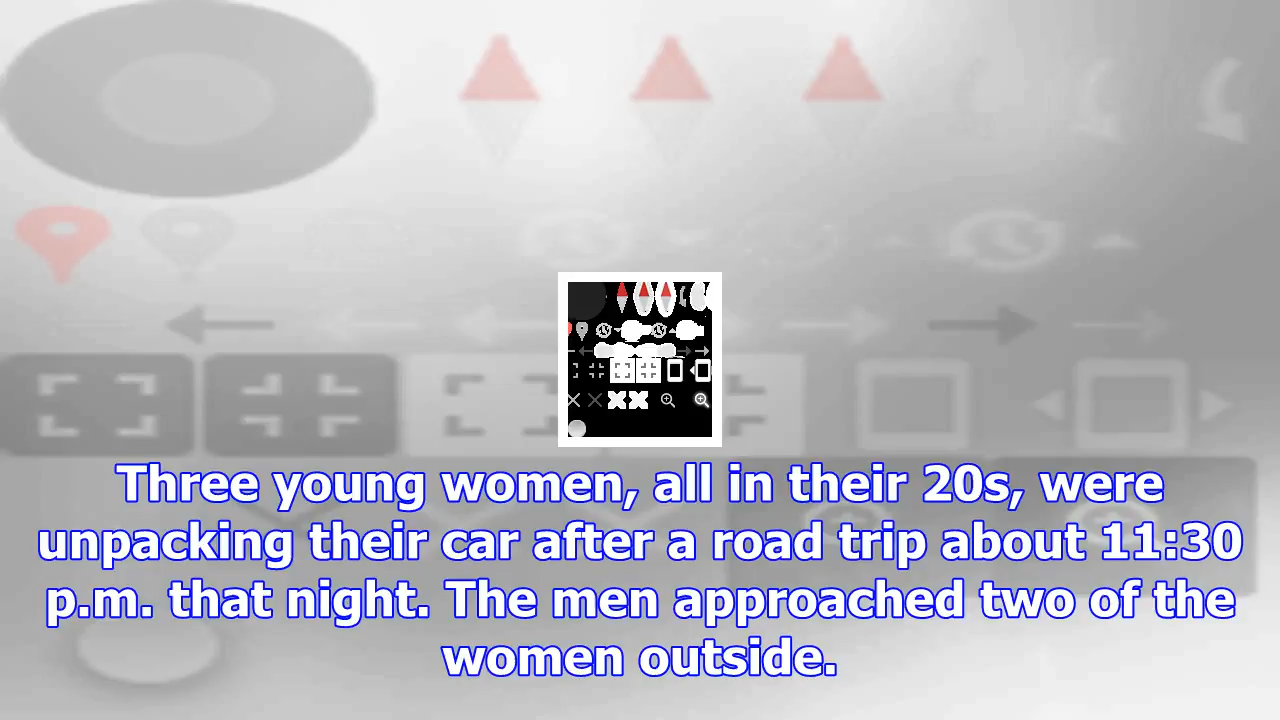 Three young women, all in their 20s, were
unpacking their car after a road trip about 11:30
p.m. that night. The men approached two of the
women outside.